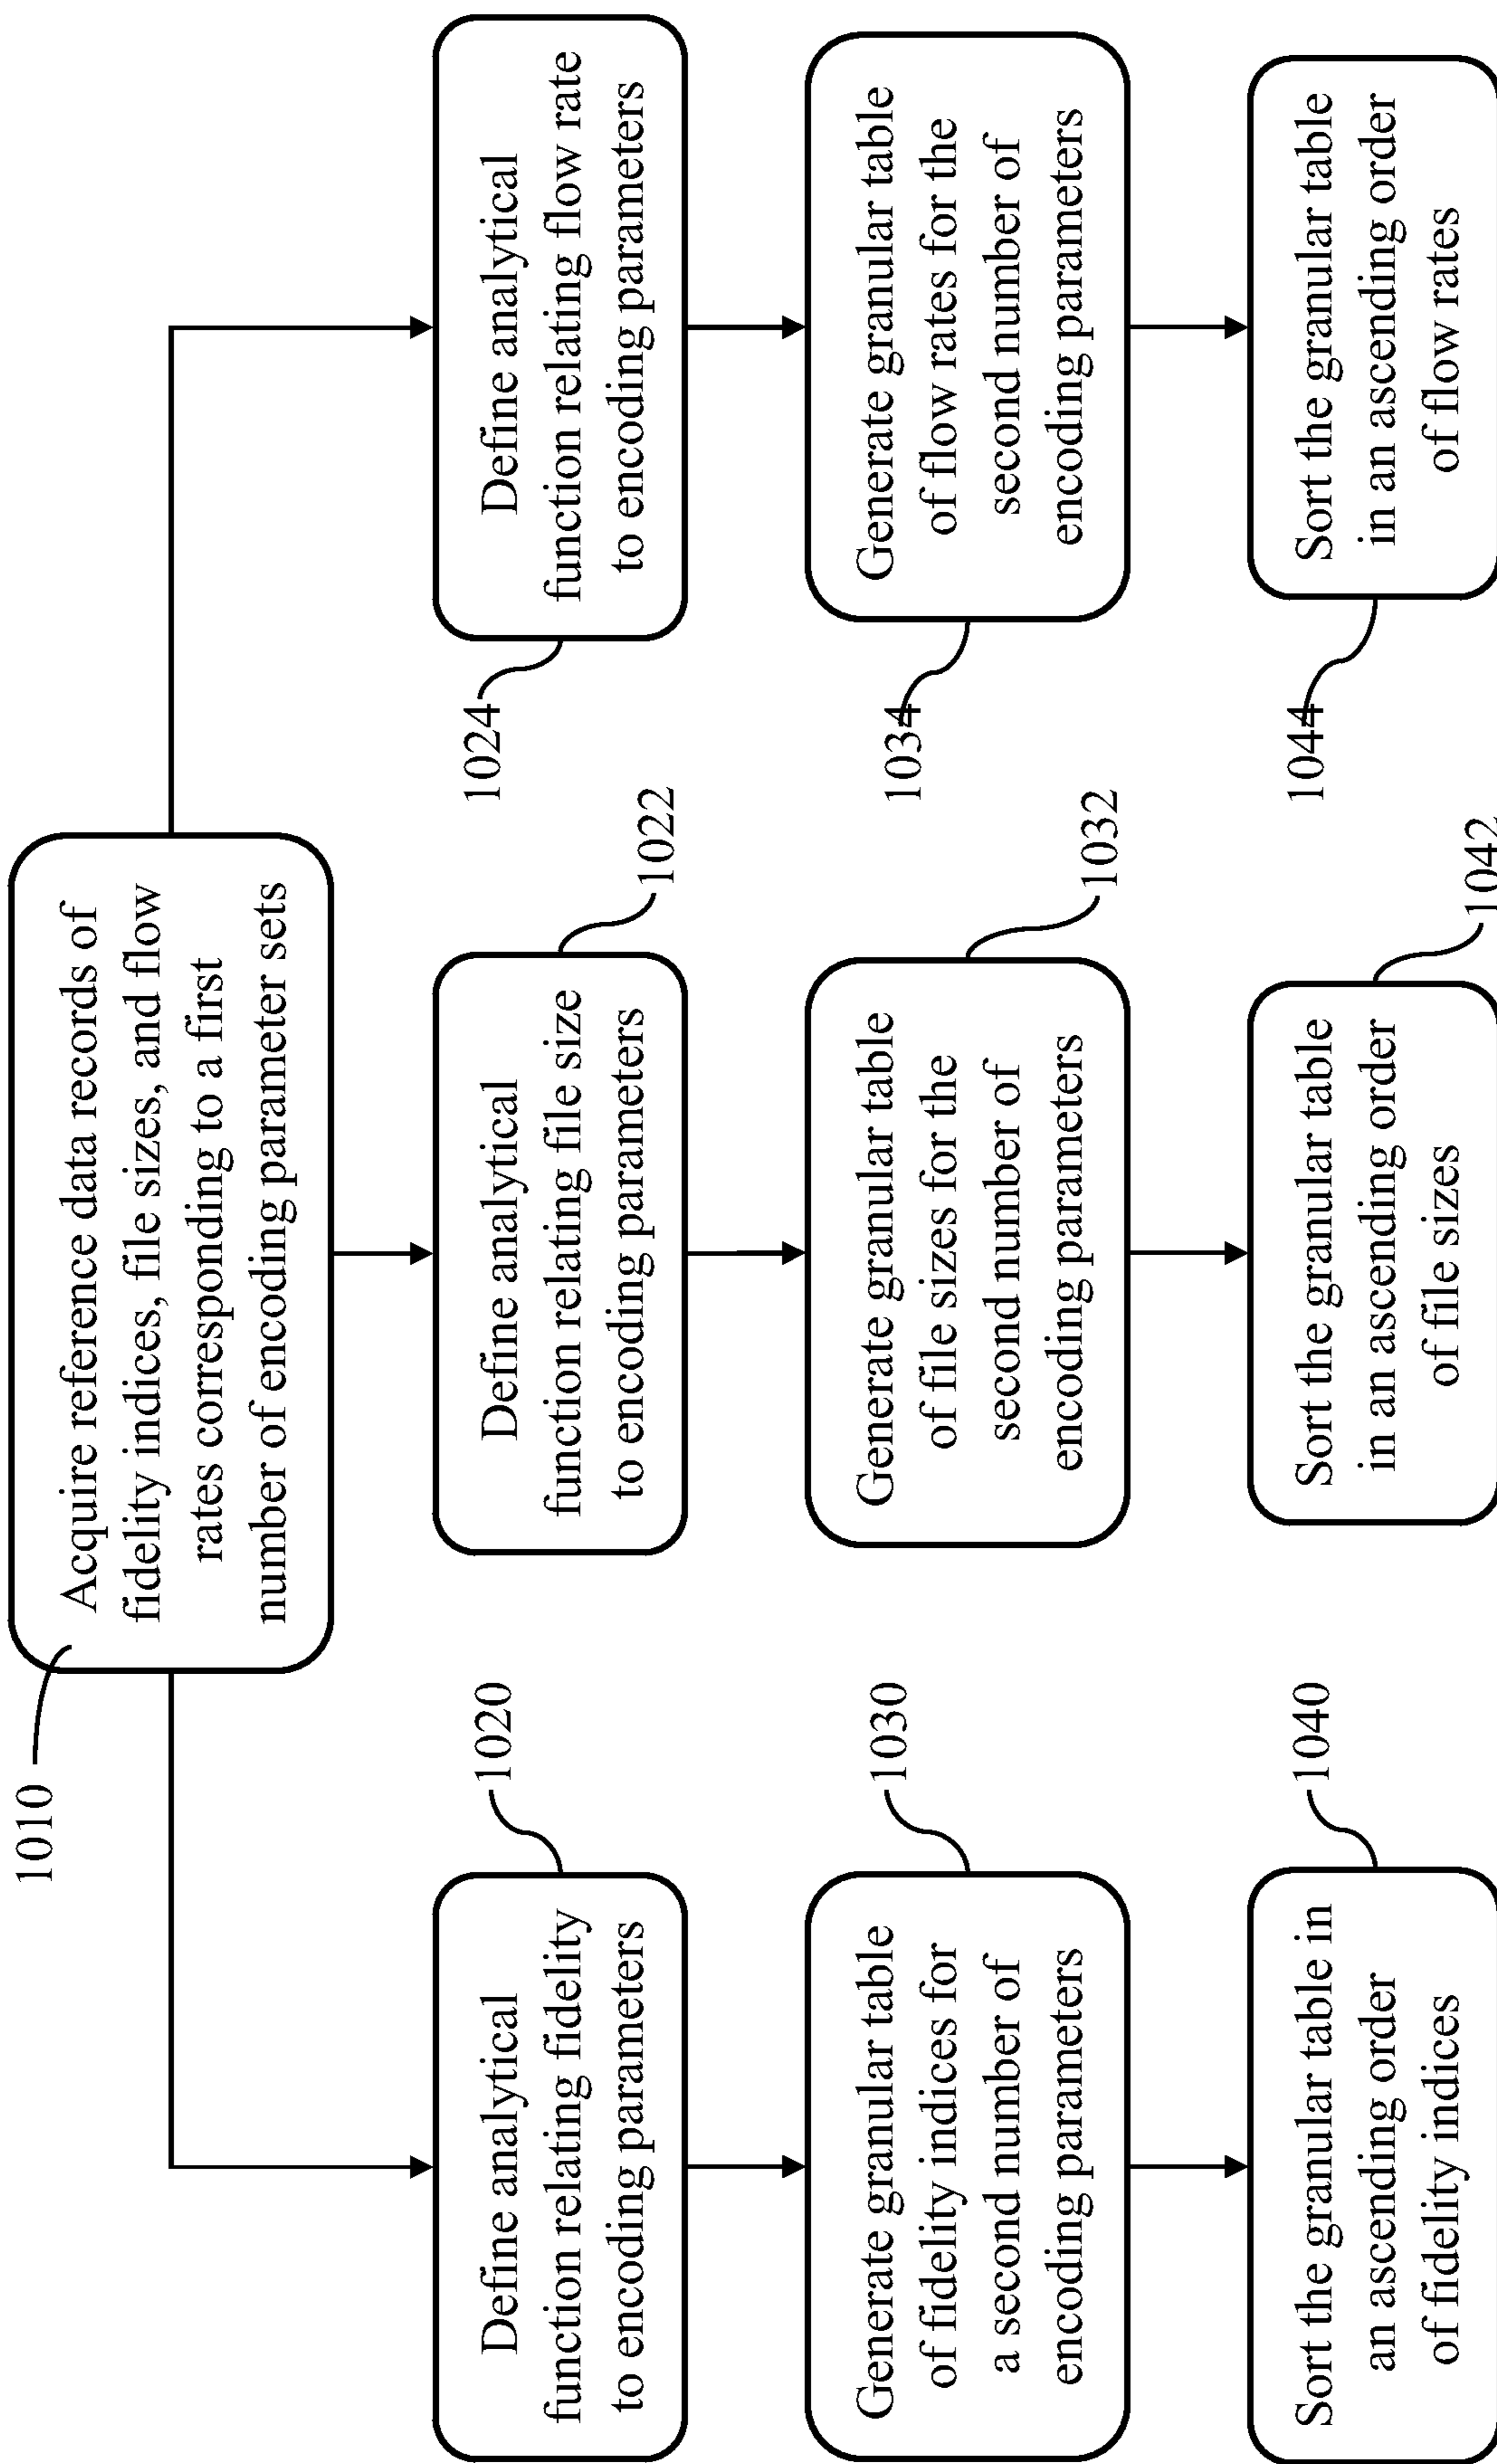 1010
Acquire reference data records of
fidelity indices, file sizes, and flow
rates corresponding to a first
number of encoding parameter sets
1020
Define analytical
function relating fidelity
to encoding parameters
1022
Define analytical
function relating file size
to encoding parameters
1024
Define analytical
function relating flow rate
to encoding parameters
1030
Generate granular table
of fidelity indices for
a second number of
encoding parameters
1032
Generate granular table
of file sizes for the
second number of
encoding parameters
1034
Generate granular table
of flow rates for the
second number of
encoding parameters
1040
Sort the granular table in
an ascending order
of fidelity indices
1042
Sort the granular table
in an ascending order
of file sizes
1044
Sort the granular table
in an ascending order
of flow rates